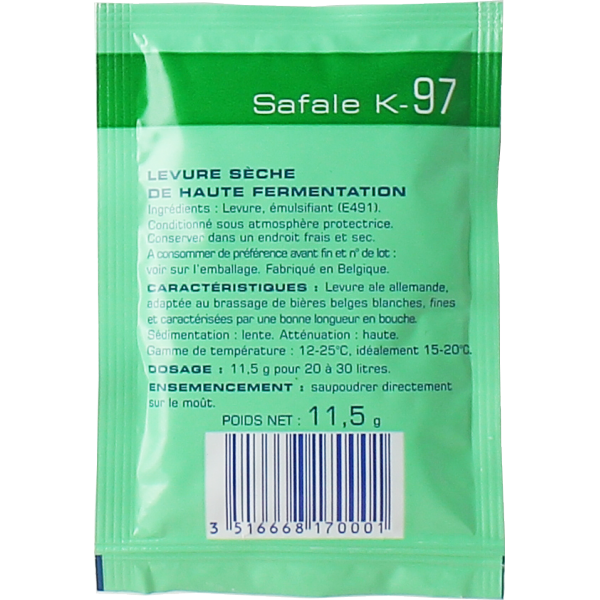 Safale K-97
LEVURE SÈCHE
DE HAUTE FERMENTATION
Ingrédients : Levure, émulsifiant (E491).
Conditionné sous atmosphère protectrice.
Conserver dans un endroit frais et sec.
A consommer de préférence avant fin et n° de lot :
voir sur l'emballage. Fabriqué en Belgique.
CARACTÉRISTIQUES : Levure ale allemande,
adaptée au brassage de bières belges blanches, fines
et caractérisées par une bonne longueur en bouche.
Sédimentation : lente. Atténuation : haute.
Gamme de température : 12-25°C, idéalement 15-20°C.
DOSAGE : 11,5 g pour 20 à 30 litres.
ENSEMENCEMENT : saupoudrer directement
sur le moût.
POIDS NET : 11,5 g
3 516668 170001